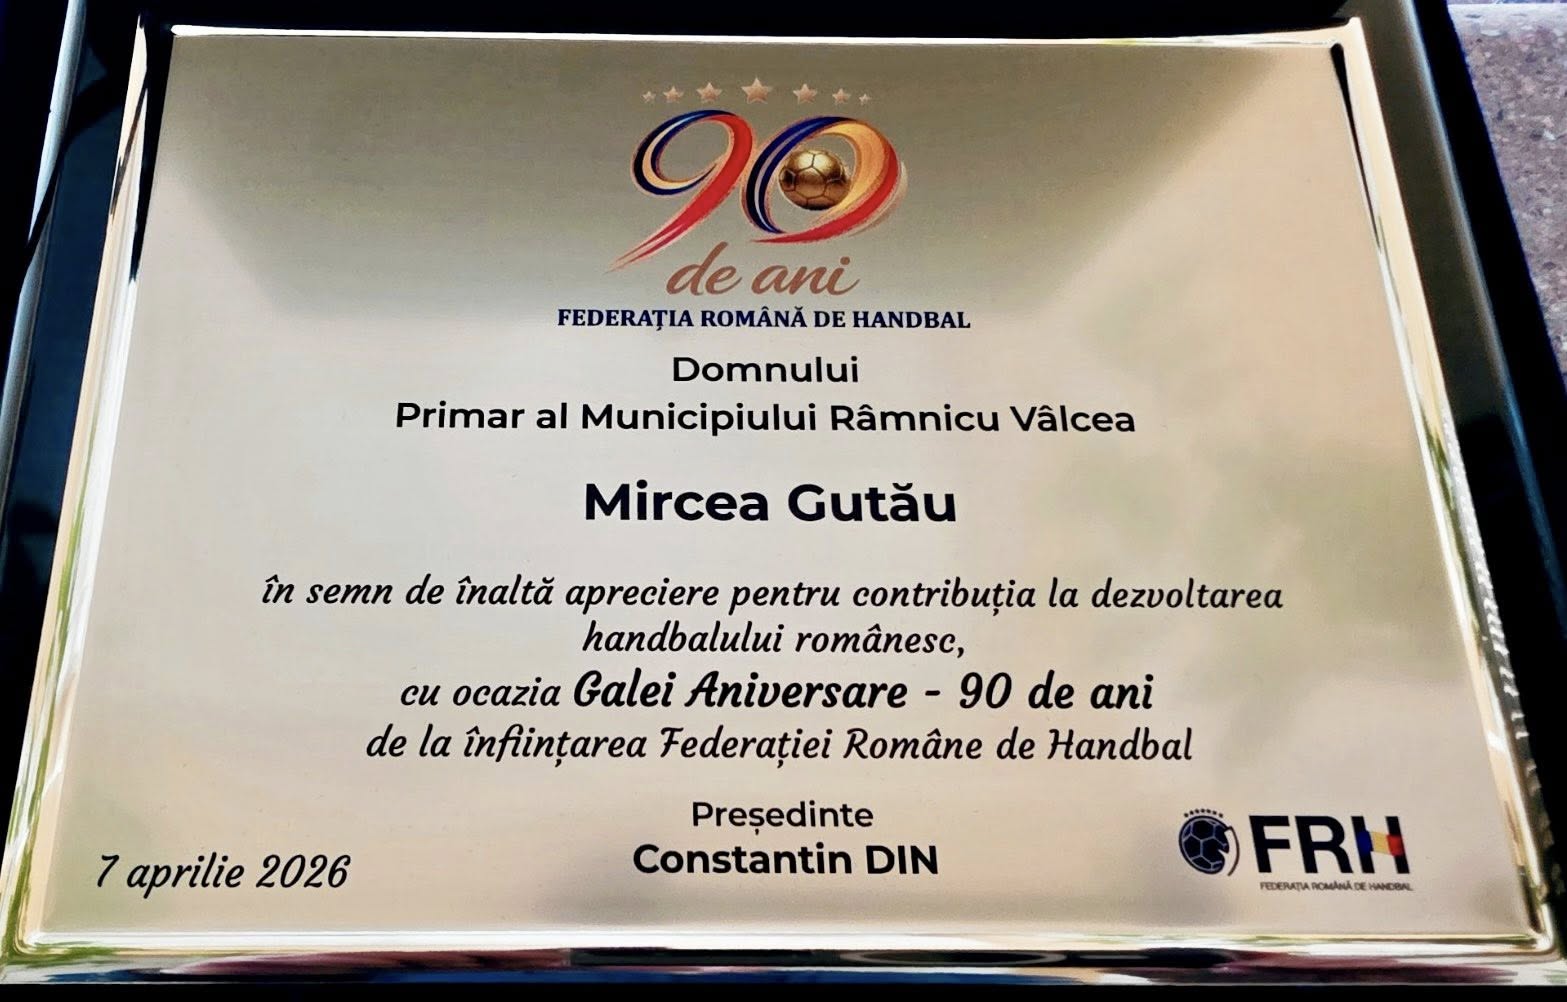 90
de ani
FEDERAȚIA ROMÂNĂ DE HANDBAL
Domnului
Primar al Municipiului Râmnicu Vâlcea
Mircea Gutău
în semn de înaltă apreciere pentru contribuția la dezvoltarea
handbalului românesc,
cu ocazia Galei Aniversare - 90 de ani
de la înființarea Federației Române de Handbal
Președinte
Constantin DIN
7 aprilie 2026
FRH
FEDERAȚIA ROMÂNĂ DE HANDBAL